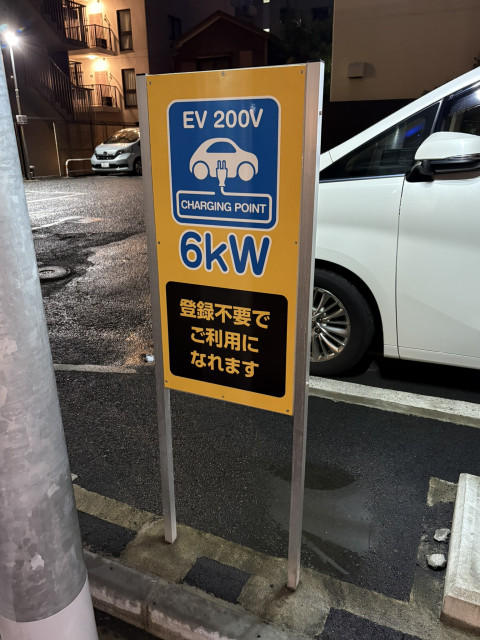 EV 200V
CHARGING POINT
6kW
登録不要で
ご利用に
なれます